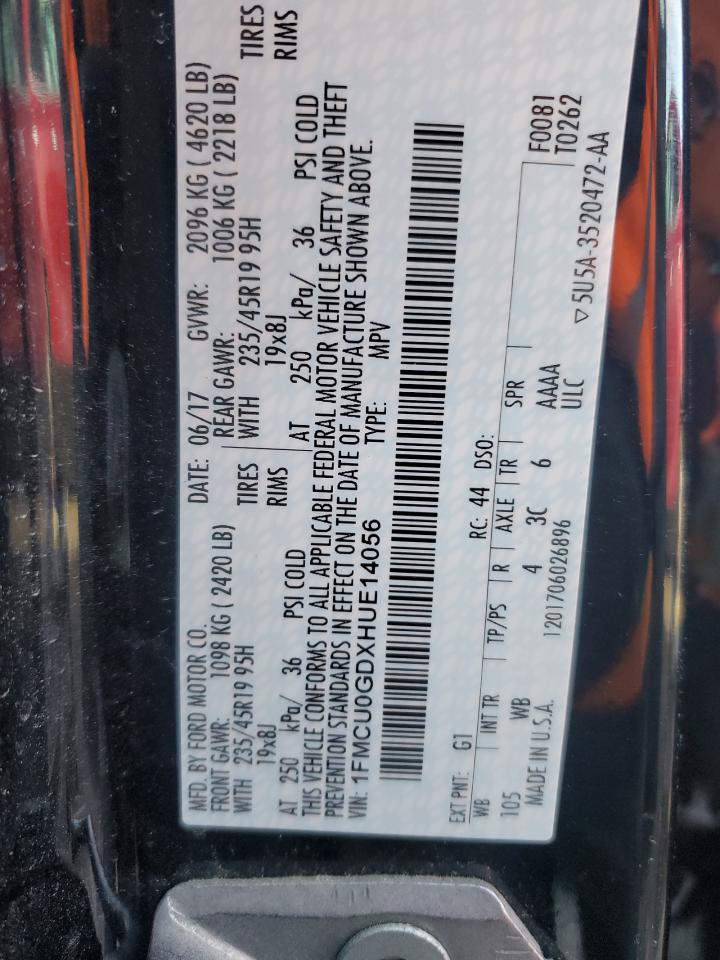 MFD. BY FORD MOTOR CO. DATE: 06/17 GVWR: 2096 KG ( 4620 LB)
FRONT GAWR: 1098 KG ( 2420 LB) REAR GAWR: 1006 KG ( 2218 LB)
WITH 235/45R19 95H TIRES WITH 235/45R19 95H TIRES
19x8J RIMS 19x8J RIMS
AT 250 kPa/ 36 PSI COLD AT 250 kPa/ 36 PSI COLD
THIS VEHICLE CONFORMS TO ALL APPLICABLE FEDERAL MOTOR VEHICLE SAFETY AND THEFT
PREVENTION STANDARDS IN EFFECT ON THE DATE OF MANUFACTURE SHOWN ABOVE.
VIN: 1FMCU0GDXHUE14056 TYPE: MPV
F0081
EXT PNT: G1 RC: 44 DSO: T0262
WB INT TR TP/PS R AXLE TR SPR
105 WB 4 3C 6 AAAA
ULC
MADE IN U.S.A. 1201706026896
▽5U5A-3520472-AA